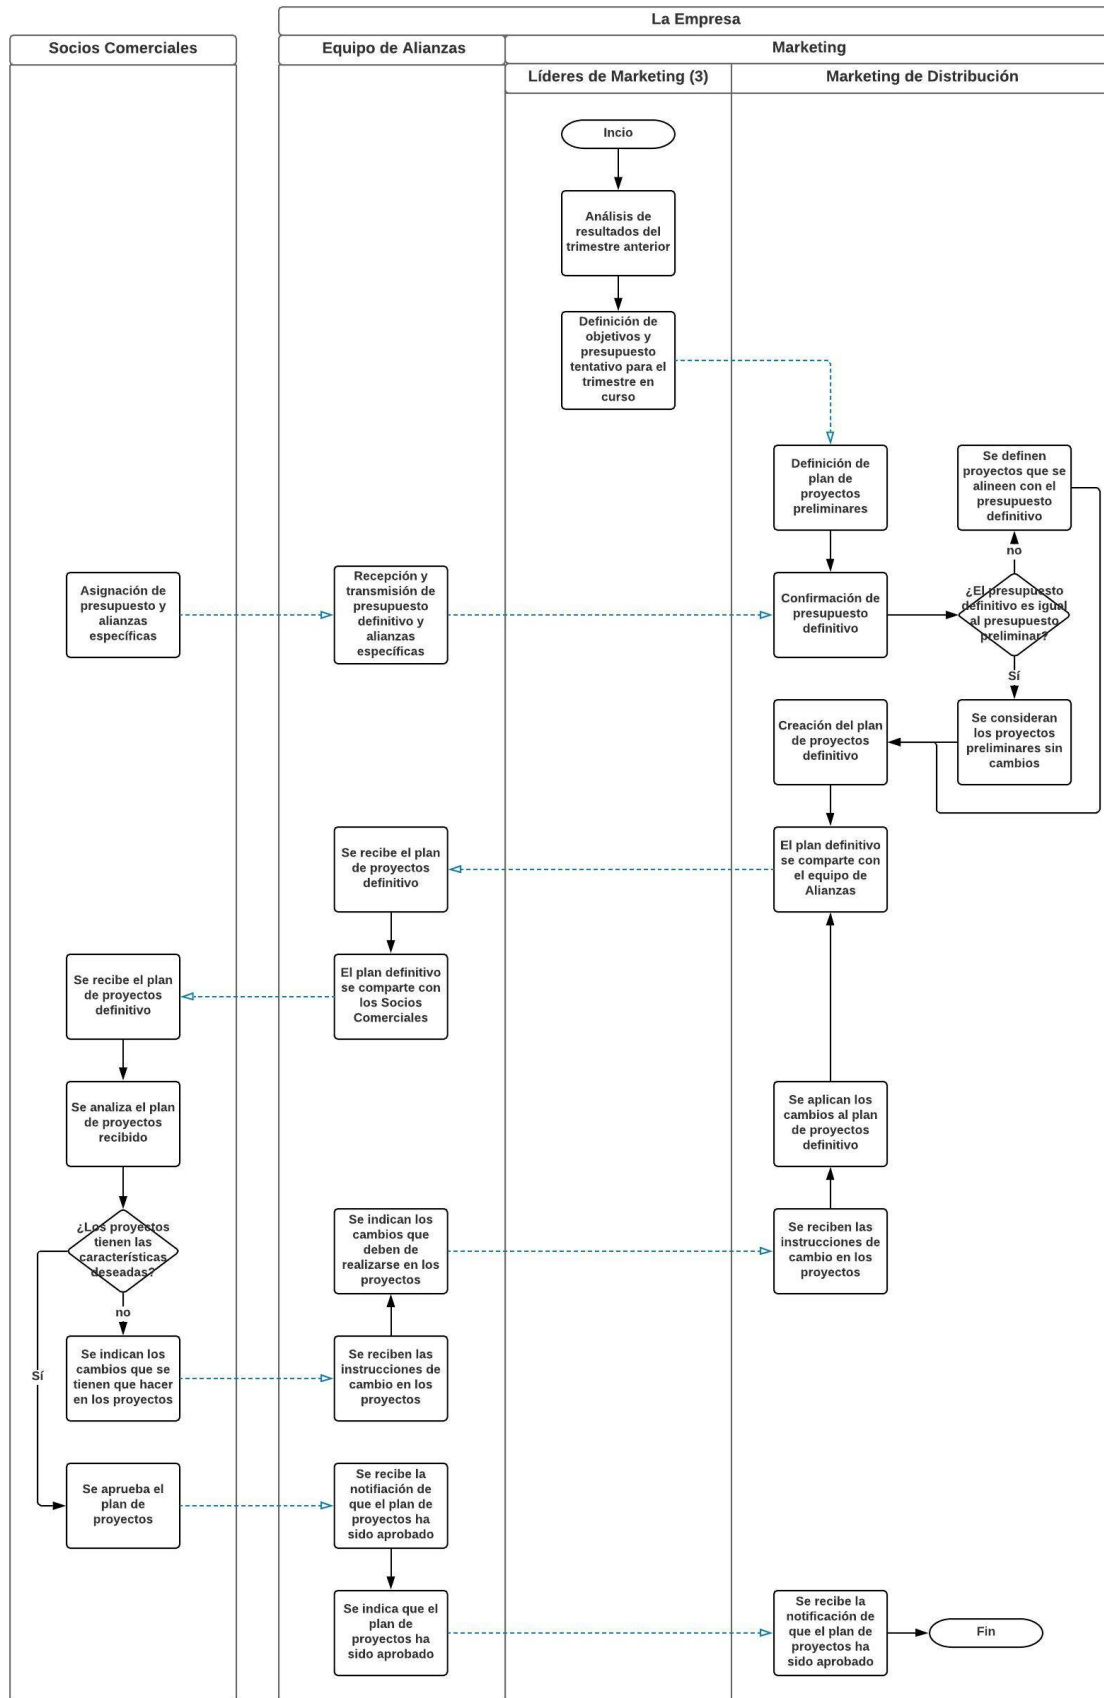 La Empresa
Socios Comerciales
Equipo de Alianzas
Marketing
Líderes de Marketing (3)
Marketing de Distribución
Incio
Análisis de
resultados del
trimestre anterior
Definición de
objetivos y
presupuesto
tentativo para el
trimestre en
curso
Definición de
plan de
proyectos
preliminares
Se definen
proyectos que se
alineen con el
presupuesto
definitivo
no
Asignación de
presupuesto y
alianzas
específicas
Recepción y
transmisión de
presupuesto
definitivo y
alianzas
específicas
Confirmación de
presupuesto
definitivo
¿El presupuesto
definitivo es igual
al presupuesto
preliminar?
Sí
Creación del plan
de proyectos
definitivo
Se consideran
los proyectos
preliminares sin
cambios
Se recibe el plan
de proyectos
definitivo
El plan definitivo
se comparte con
el equipo de
Alianzas
Se recibe el plan
de proyectos
definitivo
El plan definitivo
se comparte con
los Socios
Comerciales
Se analiza el plan
de proyectos
recibido
Se aplican los
cambios al plan
de proyectos
definitivo
¿Los proyectos
tienen las
características
deseadas?
Se indican los
cambios que
deben de
realizarse en los
proyectos
Se reciben las
instrucciones de
cambio en los
proyectos
no
Sí
Se indican los
cambios que se
tienen que hacer
en los proyectos
Se reciben las
instrucciones de
cambio en los
proyectos
Se aprueba el
plan de
proyectos
Se recibe la
notifiación de
que el plan de
proyectos ha
sido aprobado
Se indica que el
plan de
proyectos ha
sido aprobado
Se recibe la
notificación de
que el plan de
proyectos ha
sido aprobado
Fin